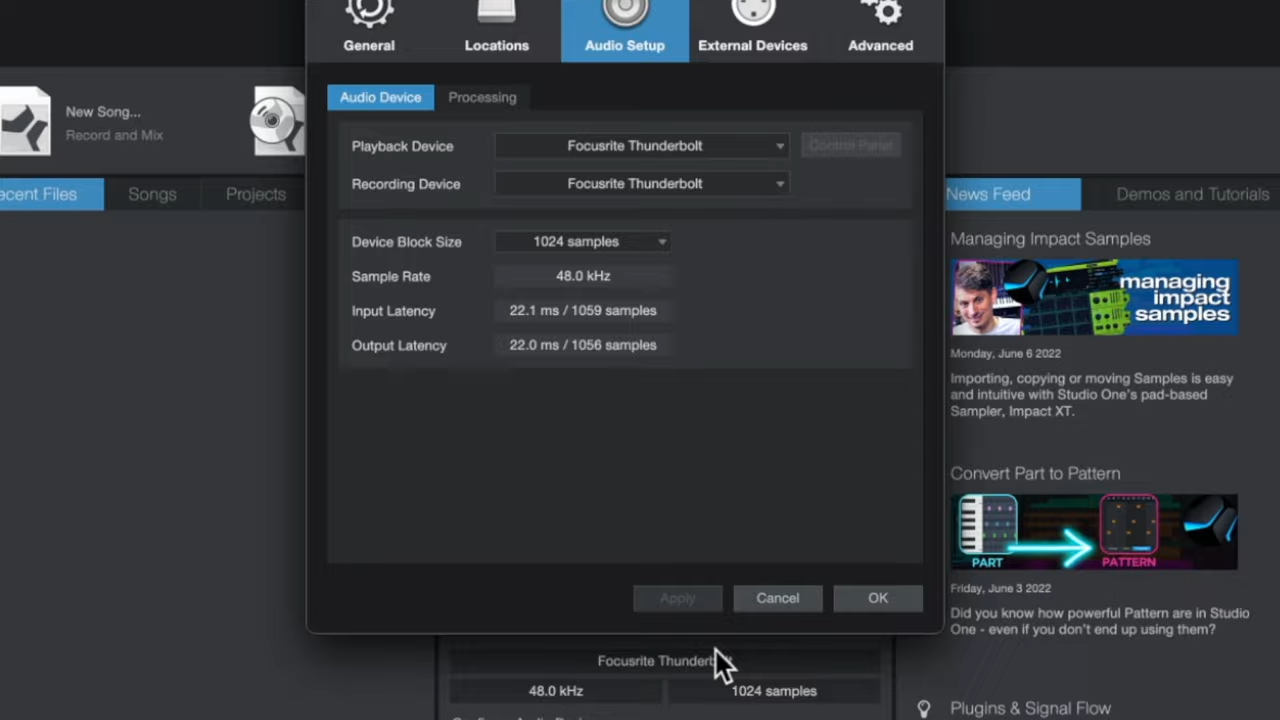 General
Locations
Audio Setup
External Devices
Advanced
Audio Device
Processing
Playback Device
Focusrite Thunderbolt
Control Panel
Recording Device
Focusrite Thunderbolt
Device Block Size
1024 samples
Sample Rate
48.0 kHz
Input Latency
22.1 ms / 1059 samples
Output Latency
22.0 ms / 1056 samples
Apply
Cancel
OK
New Song...
Record and Mix
ecent Files
Songs
Projects
Focusrite Thunderb
48.0 kHz
1024 samples
News Feed
Demos and Tutorials
Managing Impact Samples
managing
impact
samples
Monday, June 6 2022
Importing, copying or moving Samples is easy
and intuitive with Studio One's pad-based
Sampler, Impact XT.
Convert Part to Pattern
PART
PATTERN
Friday, June 3 2022
Did you know how powerful Pattern are in Studio
One - even if you don't end up using them?
Plugins & Signal Flow